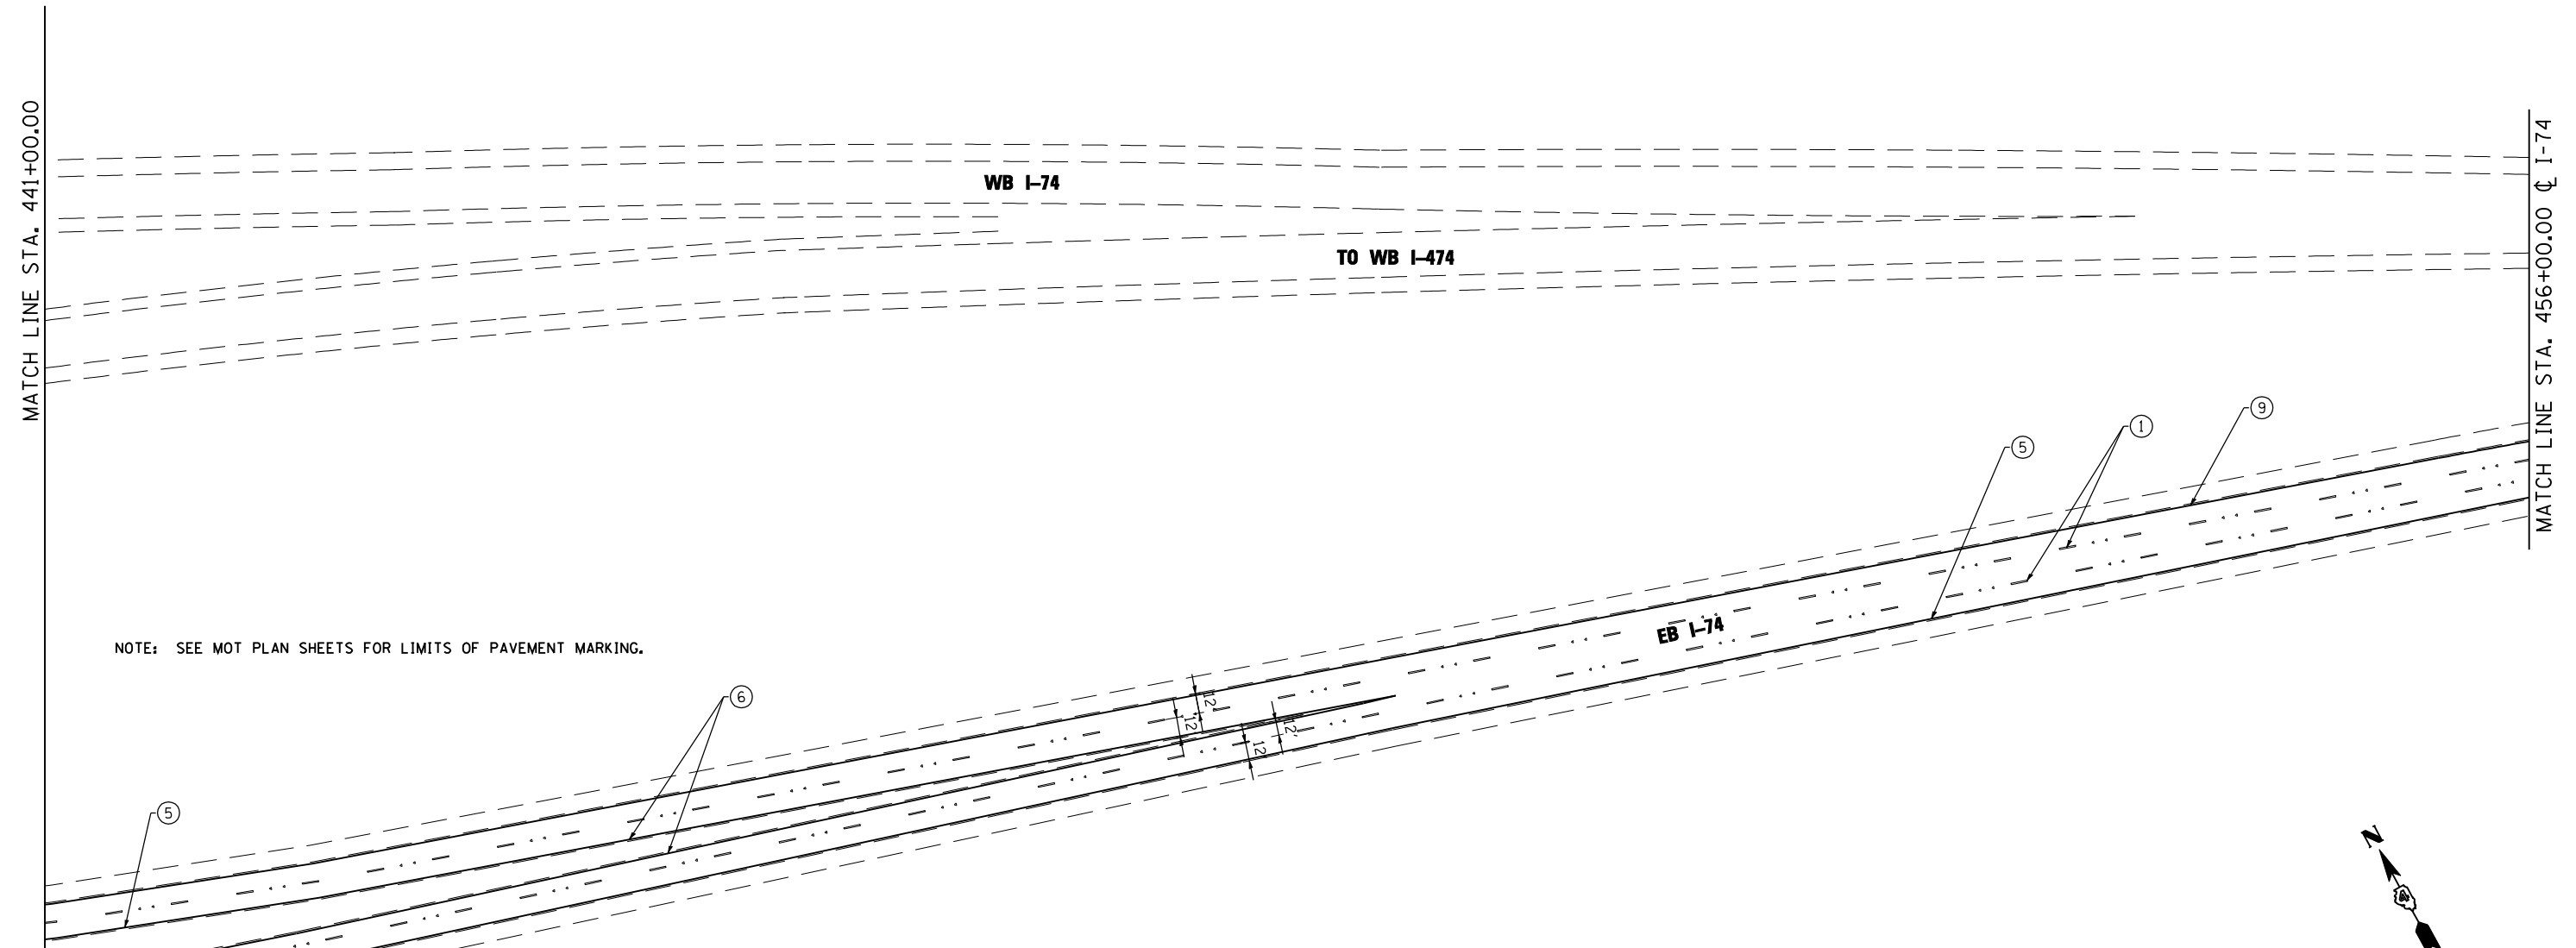 MATCH LINE STA. 441+00.00
WB I-74
TO WB I-474
MATCH LINE STA. 456+00.00 ℄ I-74
9
1
5
EB I-74
NOTE: SEE MOT PLAN SHEETS FOR LIMITS OF PAVEMENT MARKING.
6
12'
12'
12'
12'
5
N